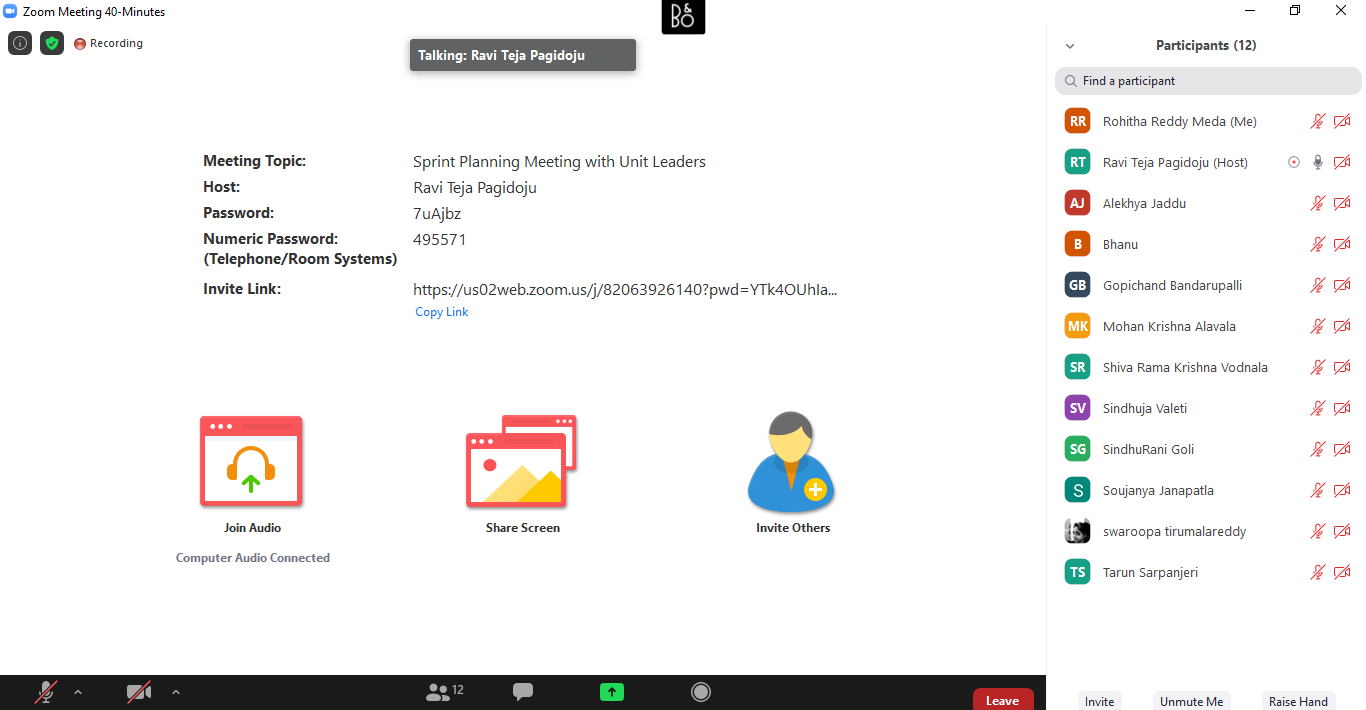 Zoom Meeting 40-Minutes
B&O
Recording
Talking: Ravi Teja Pagidoju
Meeting Topic: Sprint Planning Meeting with Unit Leaders
Host: Ravi Teja Pagidoju
Password: 7uAjbz
Numeric Password: 495571
(Telephone/Room Systems)
Invite Link: https://us02web.zoom.us/j/82063926140?pwd=YTk4OUhIa...
Copy Link
Join Audio
Share Screen
Invite Others
Computer Audio Connected
12
Leave
Participants (12)
Find a participant
RR Rohitha Reddy Meda (Me)
RT Ravi Teja Pagidoju (Host)
AJ Alekhya Jaddu
B Bhanu
GB Gopichand Bandarupalli
MK Mohan Krishna Alavala
SR Shiva Rama Krishna Vodnala
SV Sindhuja Valeti
SG SindhuRani Goli
S Soujanya Janapatla
swaroopa tirumalareddy
TS Tarun Sarpanjeri
Invite
Unmute Me
Raise Hand